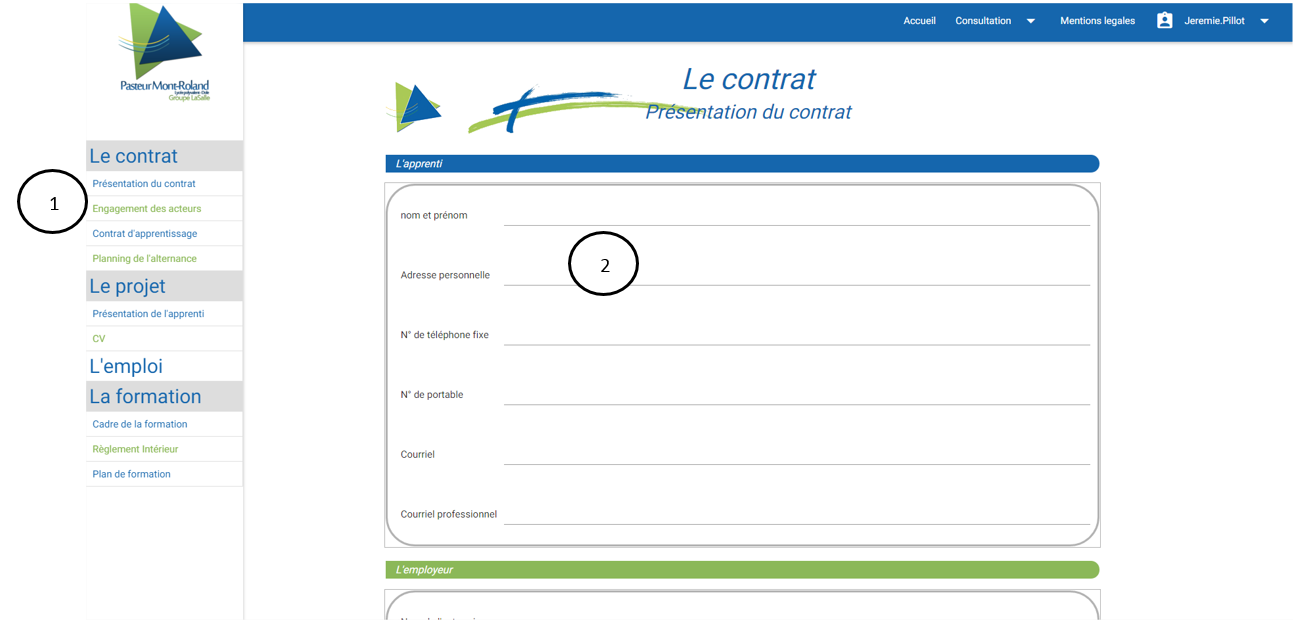 Accueil Consultation Mentions legales Jeremie.Pillot
Pasteur Mont-Roland
Groupe LaSalle
Le contrat
Présentation du contrat
Engagement des acteurs
Contrat d'apprentissage
Planning de l'alternance
Le projet
Présentation de l'apprenti
CV
L'emploi
La formation
Cadre de la formation
Règlement Intérieur
Plan de formation
1
Le contrat
Présentation du contrat
L'apprenti
nom et prénom
2
Adresse personnelle
N° de téléphone fixe
N° de portable
Courriel
Courriel professionnel
L'employeur